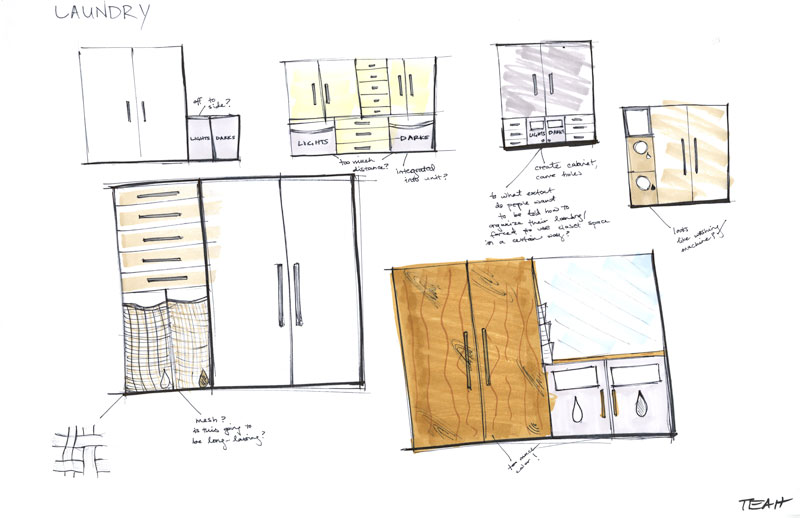 LAUNDRY
off to
side?
LIGHTS DARKS
LIGHTS
DARKS
too much
distance?
integrated
into unit?
LIGHTS DARKS
create cabinet,
carve holes
to what extent
do people want
to be told how to
organize their laundry/
forced to use closet space
in a certain way?
looks
like washing
machine?
mesh?
is this going to
be long-lasting?
too much
color!
TEAH